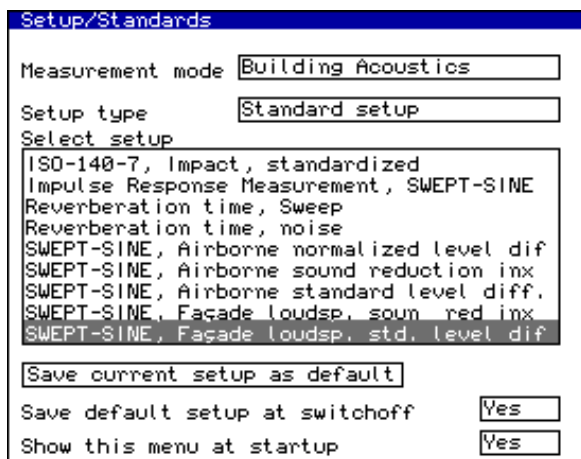 Setup/Standards
Measurement mode Building Acoustics
Setup type Standard setup
Select setup
ISO-140-7, Impact, standardized
Impulse Response Measurement, SWEPT-SINE
Reverberation time, Sweep
Reverberation time, noise
SWEPT-SINE, Airborne normalized level dif
SWEPT-SINE, Airborne sound reduction inx
SWEPT-SINE, Airborne standard level diff.
SWEPT-SINE, Façade loudsp. soun red inx
SWEPT-SINE, Façade loudsp. std. level dif
Save current setup as default
Save default setup at switchoff Yes
Show this menu at startup Yes